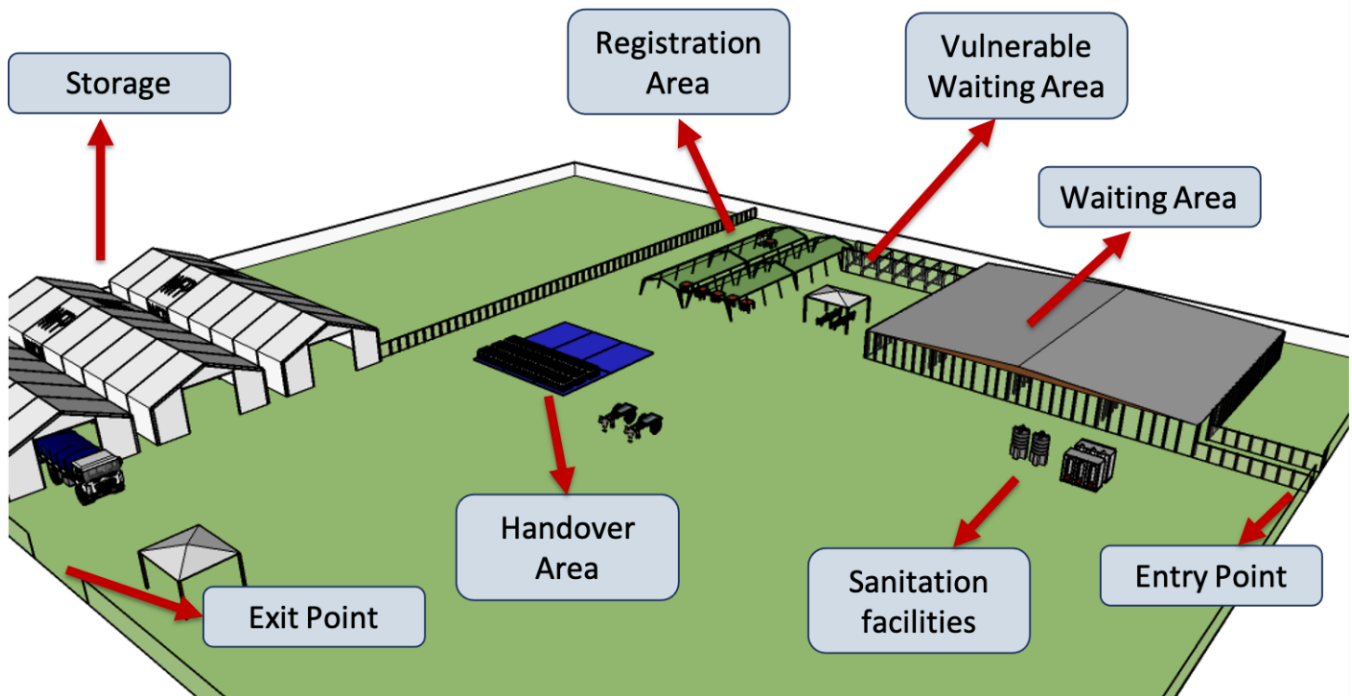 Storage
Registration
Area
Vulnerable
Waiting Area
Waiting Area
Handover
Area
Sanitation
facilities
Entry Point
Exit Point